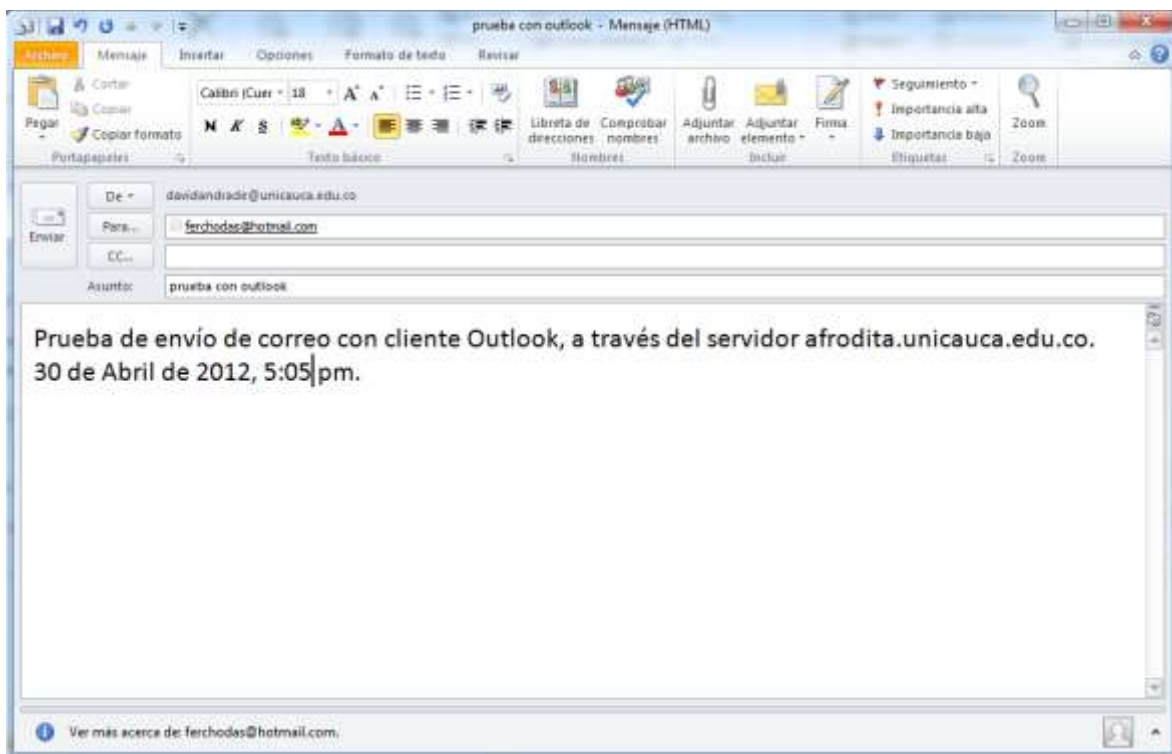 prueba con outlook - Mensaje (HTML)
Archivo Mensaje Insertar Opciones Formato de texto Revisar
Pegar
Cortar
Copiar
Copiar formato
Portapapeles
Calibri (Cuer 18
N K S
Texto básico
Libreta de direcciones
Comprobar nombres
Nombres
Adjuntar archivo
Adjuntar elemento
Firma
Incluir
Seguimiento
Importancia alta
Importancia baja
Etiquetas
Zoom
Zoom
Enviar
De davidandrade@unicauca.edu.co
Para... ferchodas@hotmail.com
CC...
Asunto: prueba con outlook
Prueba de envío de correo con cliente Outlook, a través del servidor afrodita.unicauca.edu.co.
30 de Abril de 2012, 5:05 pm.
Ver más acerca de: ferchodas@hotmail.com.